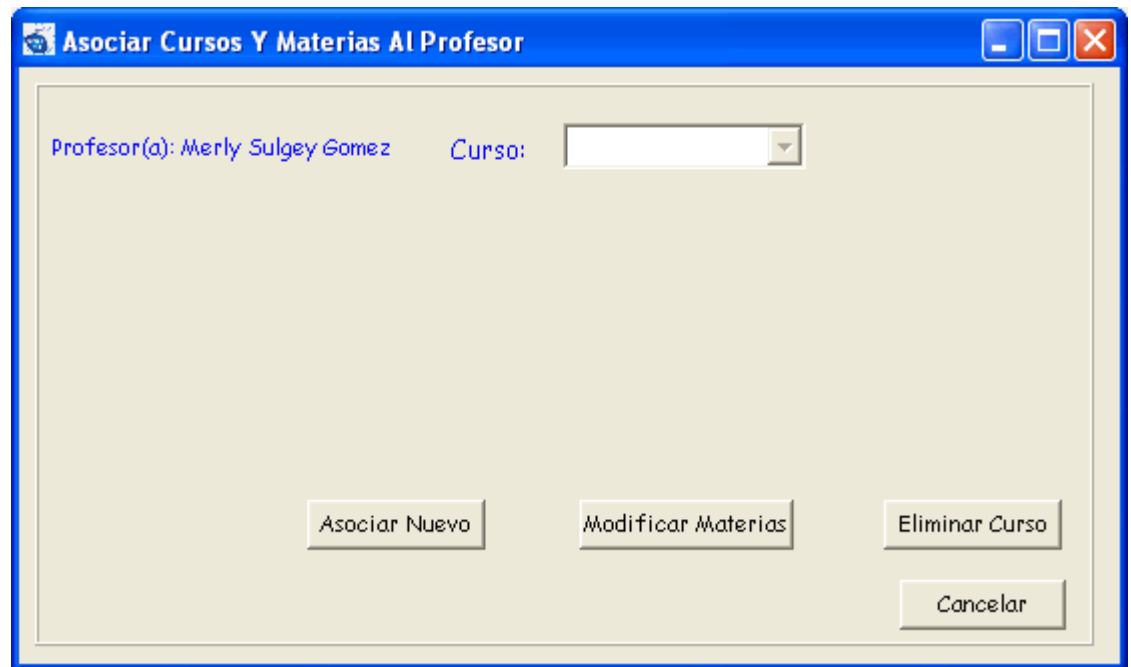 Asociar Cursos Y Materias Al Profesor
Profesor(a): Merly Sulgey Gomez Curso:
Asociar Nuevo Modificar Materias Eliminar Curso
Cancelar